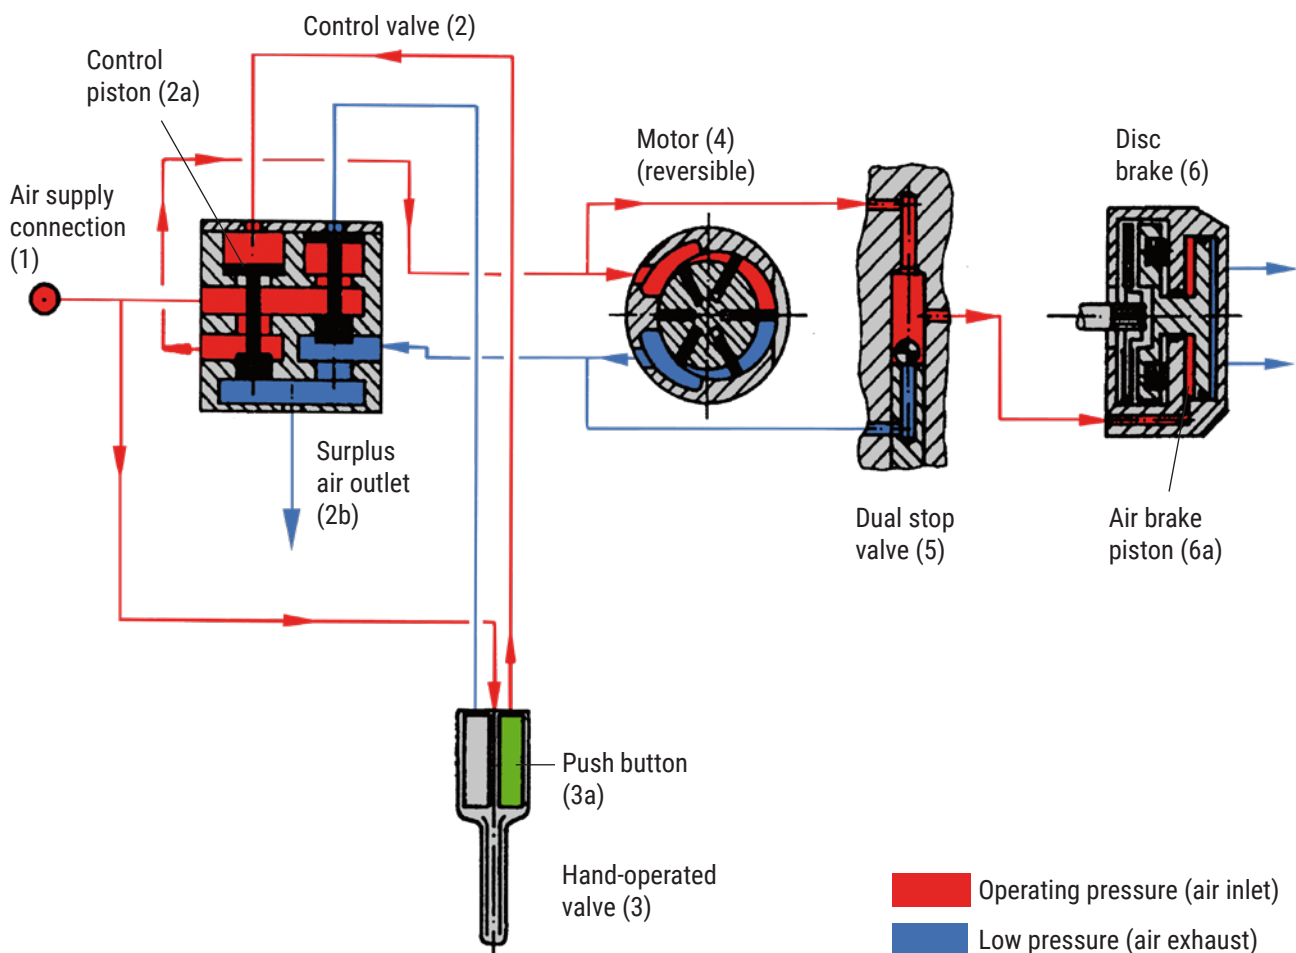 Control valve (2)
Control
piston (2a)
Air supply
connection
(1)
Motor (4)
(reversible)
Disc
brake (6)
Surplus
air outlet
(2b)
Dual stop
valve (5)
Air brake
piston (6a)
Push button
(3a)
Hand-operated
valve (3)
Operating pressure (air inlet)
Low pressure (air exhaust)